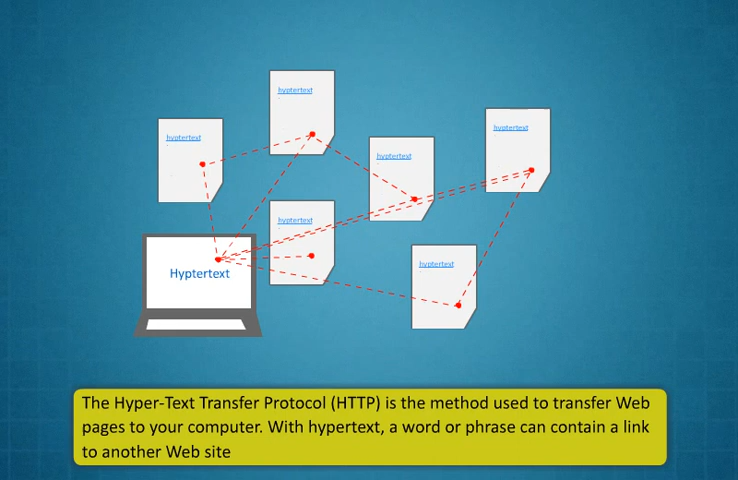 hyptertext
hyptertext
hyptertext
hyptertext
hyptertext
hyptertext
Hyptertext
The Hyper-Text Transfer Protocol (HTTP) is the method used to transfer Web
pages to your computer. With hypertext, a word or phrase can contain a link
to another Web site